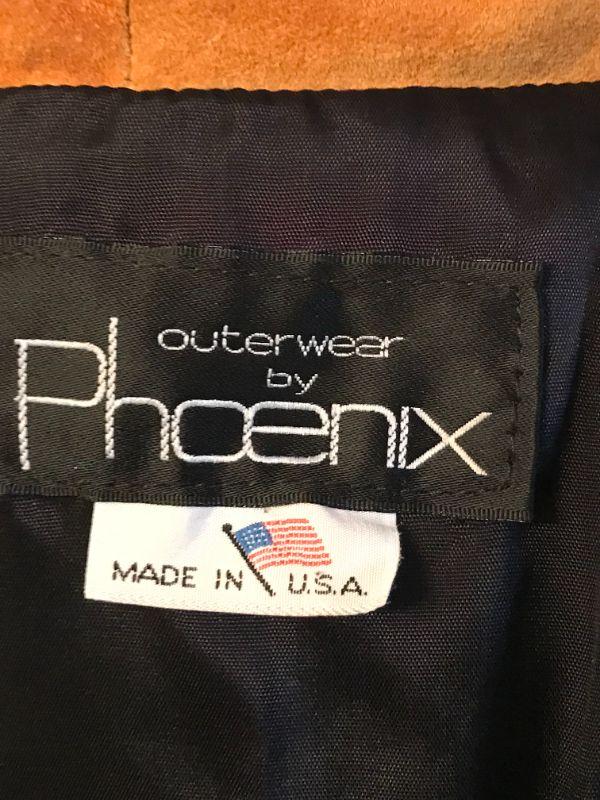 outerwear
by
Phoenix
MADE IN U.S.A.